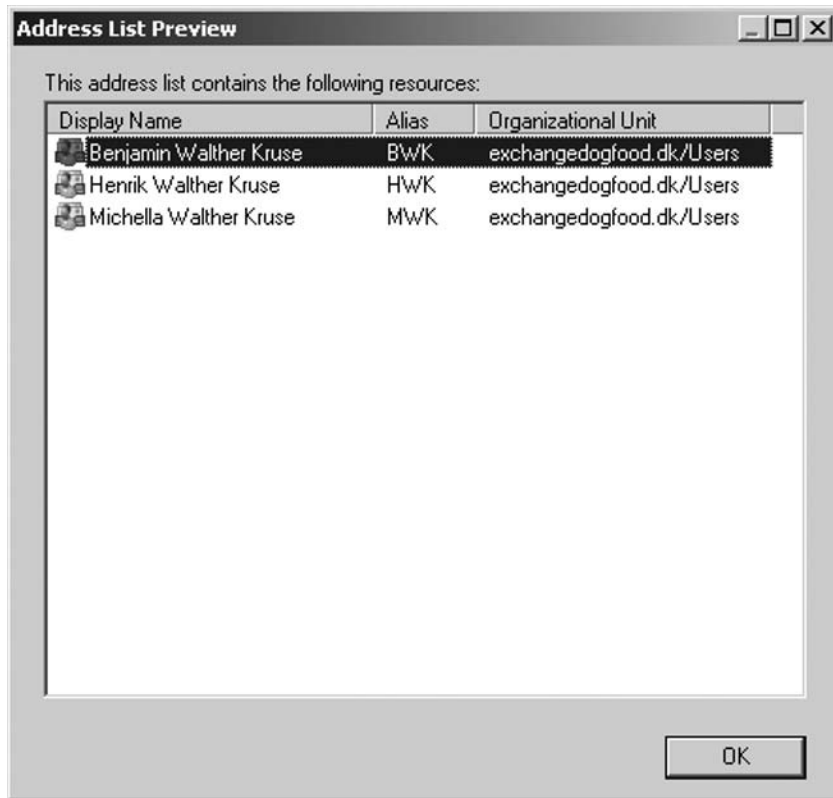 Address List Preview
This address list contains the following resources:
Display Name Alias Organizational Unit
Benjamin Walther Kruse BWK exchangedogfood.dk/Users
Henrik Walther Kruse HWK exchangedogfood.dk/Users
Michella Walther Kruse MWK exchangedogfood.dk/Users
OK